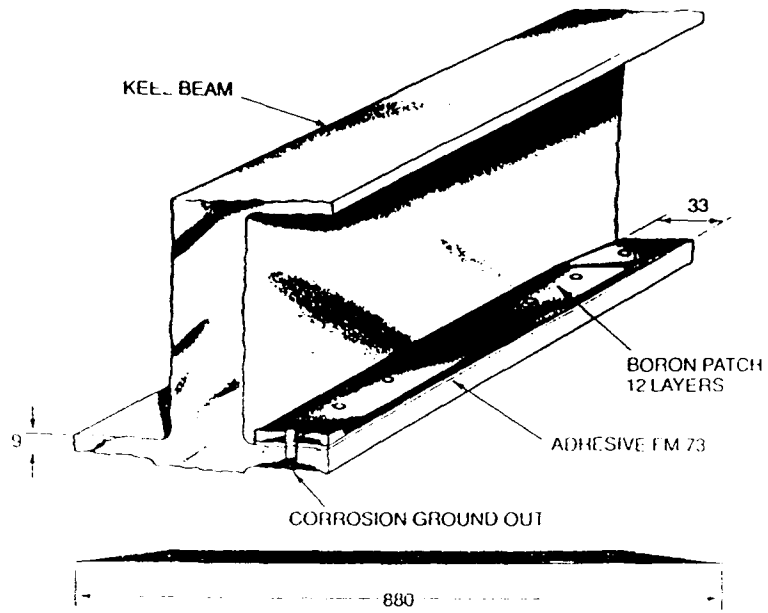 KEEL BEAM
33
BORON PATCH
12 LAYERS
9
ADHESIVE FM 73
CORROSION GROUND OUT
880